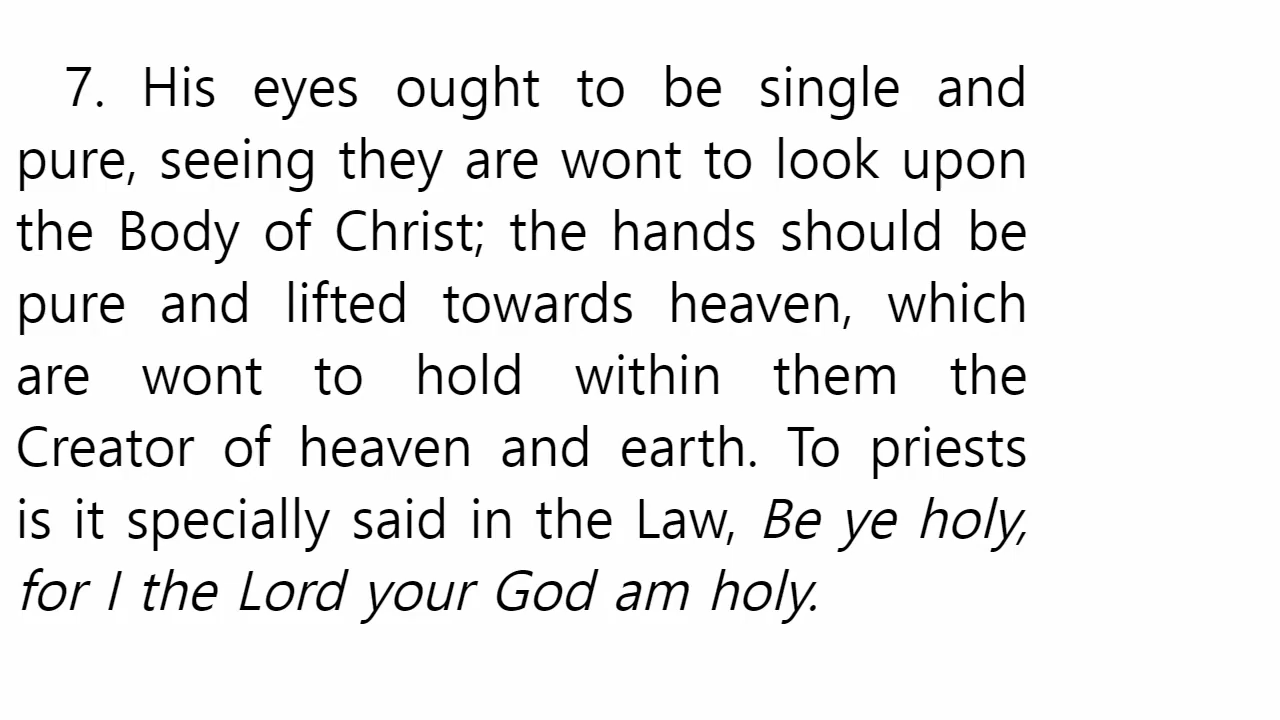 7. His eyes ought to be single and
pure, seeing they are wont to look upon
the Body of Christ; the hands should be
pure and lifted towards heaven, which
are wont to hold within them the
Creator of heaven and earth. To priests
is it specially said in the Law, Be ye holy,
for I the Lord your God am holy.